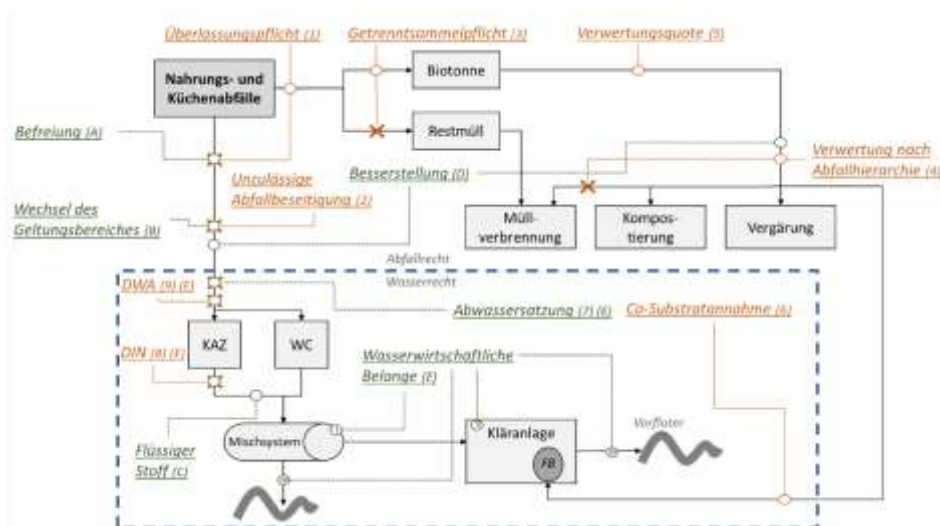 Überlassungspflicht (1)
Getrenntsammelpflicht (3)
Verwertungsquote (5)
Nahrungs- und
Küchenabfälle
Biotonne
Befreiung (A)
Restmüll
Besserstellung (D)
Verwertung nach
Abfallhierarchie (4)
Unzulässige
Abfallbeseitigung (2)
Wechsel des
Geltungsbereiches (B)
Müll-
verbrennung
Kompos-
tierung
Vergärung
Abfallrecht
Wasserrecht
DWA (9) (E)
Abwassersatzung (7) (6)
Co-Substratannahme (6)
KAZ
WC
DIN (8) (E)
Wasserwirtschaftliche
Belange (E)
Mischsystem
Kläranlage
Vorfluter
FB
Flüssiger
Stoff (C)